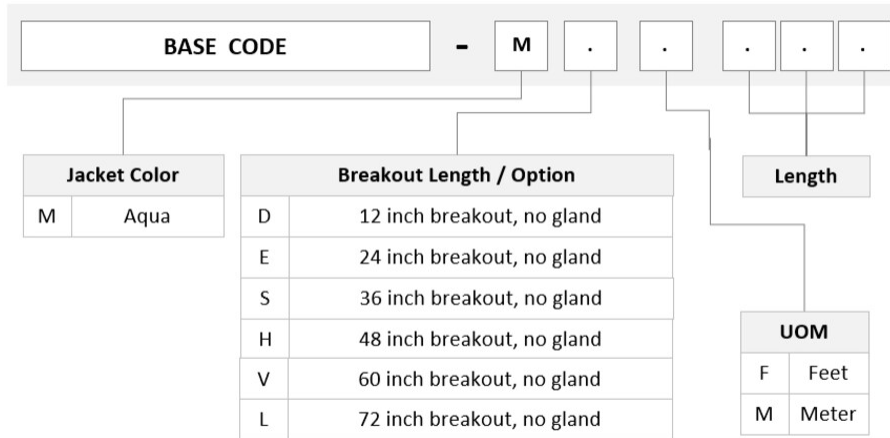 BASE CODE - M . . . . .
Jacket Color
M Aqua
Breakout Length / Option
D 12 inch breakout, no gland
E 24 inch breakout, no gland
S 36 inch breakout, no gland
H 48 inch breakout, no gland
V 60 inch breakout, no gland
L 72 inch breakout, no gland
Length
UOM
F Feet
M Meter